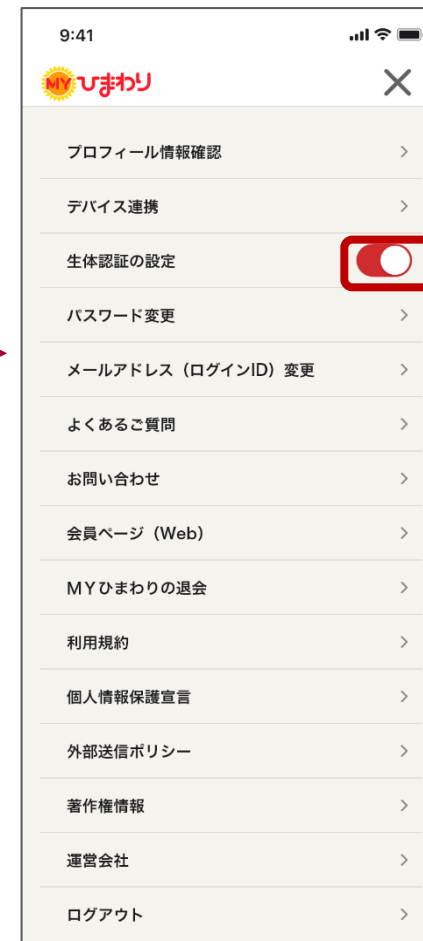 9:41
MYひまわり
プロフィール情報確認
デバイス連携
生体認証の設定
パスワード変更
メールアドレス（ログインID）変更
よくあるご質問
お問い合わせ
会員ページ（Web）
ＭＹひまわりの退会
利用規約
個人情報保護宣言
外部送信ポリシー
著作権情報
運営会社
ログアウト